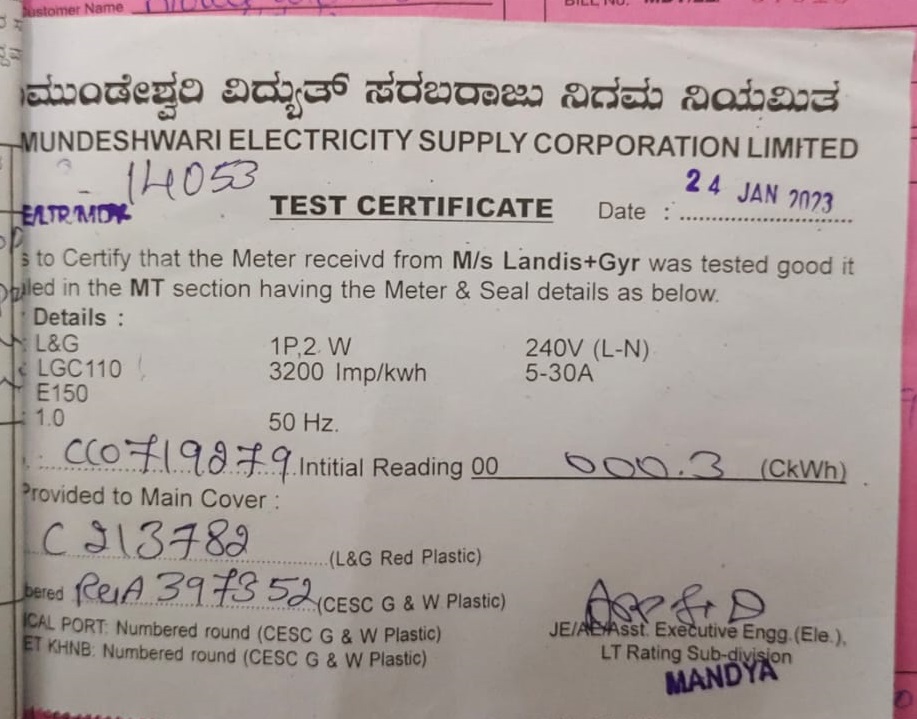 ustomer Name
BILL NO.
ಮುಂಡೇಶ್ವರಿ ವಿದ್ಯುತ್ ಸರಬರಾಜು ನಿಗಮ ನಿಯಮಿತ
MUNDESHWARI ELECTRICITY SUPPLY CORPORATION LIMITED
14053
TEST CERTIFICATE Date : 24 JAN 2023
s to Certify that the Meter receivd from M/s Landis+Gyr was tested good it
led in the MT section having the Meter & Seal details as below.
Details :
L&G 1P,2 W 240V (L-N)
LGC110 3200 Imp/kwh 5-30A
E150
1.0 50 Hz.
CC0719279 Intitial Reading 00 000.3 (CkWh)
Provided to Main Cover :
C 213782 (L&G Red Plastic)
bered 397352 (CESC G & W Plastic)
ICAL PORT: Numbered round (CESC G & W Plastic)
ET KHNB: Numbered round (CESC G & W Plastic)
JE/AE/Asst. Executive Engg.(Ele.),
LT Rating Sub-division
MANDYA